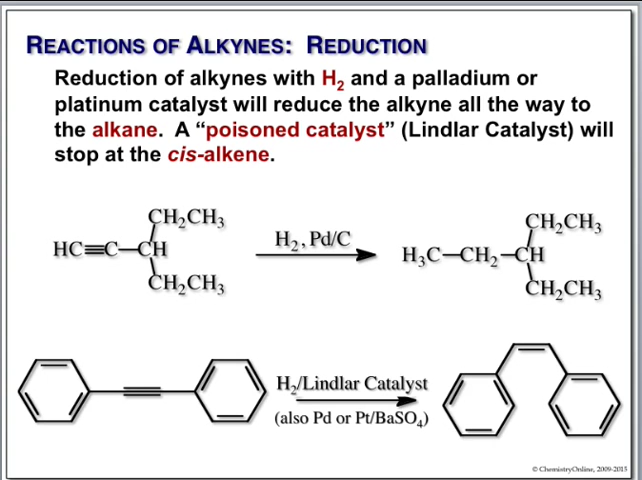 REACTIONS OF ALKYNES: REDUCTION
Reduction of alkynes with H₂ and a palladium or
platinum catalyst will reduce the alkyne all the way to
the alkane. A “poisoned catalyst” (Lindlar Catalyst) will
stop at the cis-alkene.
CH₂CH₃
HC≡C—CH
CH₂CH₃
H₂, Pd/C
CH₂CH₃
H₃C—CH₂—CH
CH₂CH₃
H₂/Lindlar Catalyst
(also Pd or Pt/BaSO₄)
© ChemistryOnline, 2009-2015